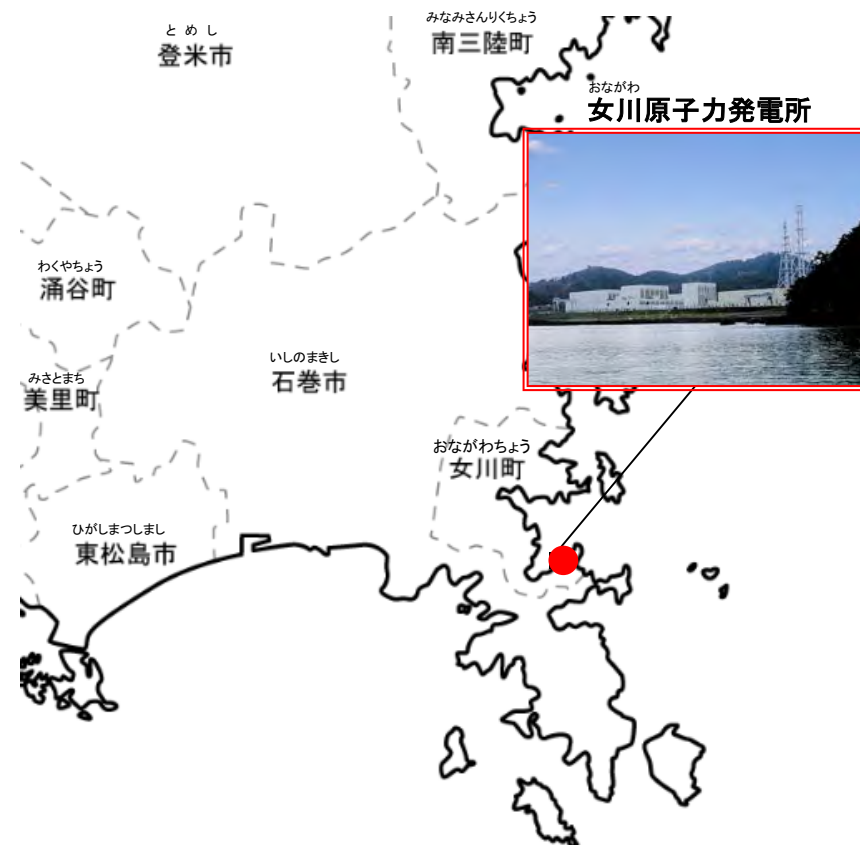 とめし
登米市
みなみさんりくちょう
南三陸町
おながわ
女川原子力発電所
わくやちょう
涌谷町
いしのまきし
石巻市
みさとまち
美里町
おながわちょう
女川町
ひがしまつしまし
東松島市